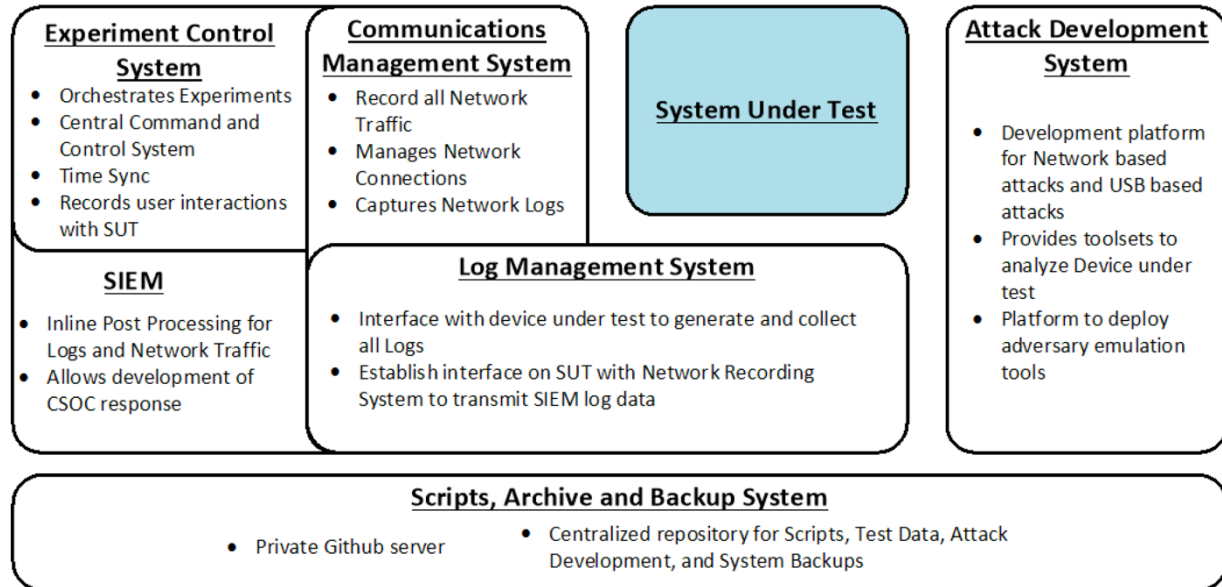 Experiment Control
System
• Orchestrates Experiments
• Central Command and
Control System
• Time Sync
• Records user interactions
with SUT
Communications
Management System
• Record all Network
Traffic
• Manages Network
Connections
• Captures Network Logs
System Under Test
Attack Development
System
• Development platform
for Network based
attacks and USB based
attacks
• Provides toolsets to
analyze Device under
test
• Platform to deploy
adversary emulation
tools
SIEM
• Inline Post Processing for
Logs and Network Traffic
• Allows development of
CSOC response
Log Management System
• Interface with device under test to generate and collect
all Logs
• Establish interface on SUT with Network Recording
System to transmit SIEM log data
Scripts, Archive and Backup System
• Private Github server
• Centralized repository for Scripts, Test Data, Attack
Development, and System Backups